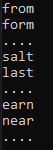 from
form
....
salt
last
....
earn
near
....